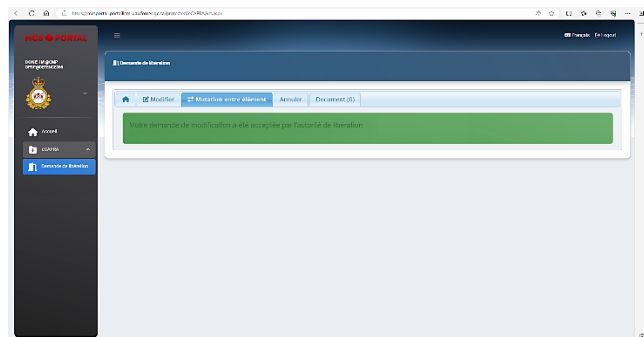 MCS PORTAL
Français Logout
Demande de libération
Modifier Mutation entre élément Annuler Document (0)
Votre demande de modification a été acceptée par l'autorité de libération
Accueil
Demande de libération